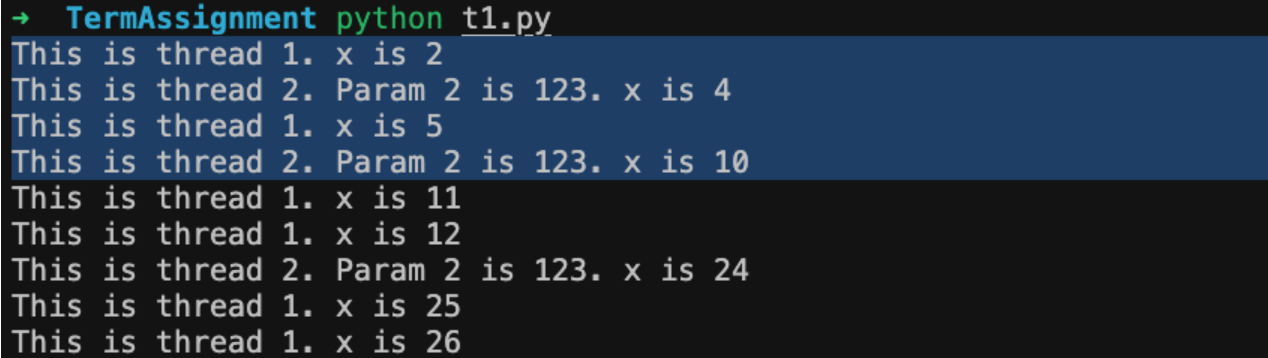 ➜ TermAssignment python t1.py
This is thread 1. x is 2
This is thread 2. Param 2 is 123. x is 4
This is thread 1. x is 5
This is thread 2. Param 2 is 123. x is 10
This is thread 1. x is 11
This is thread 1. x is 12
This is thread 2. Param 2 is 123. x is 24
This is thread 1. x is 25
This is thread 1. x is 26